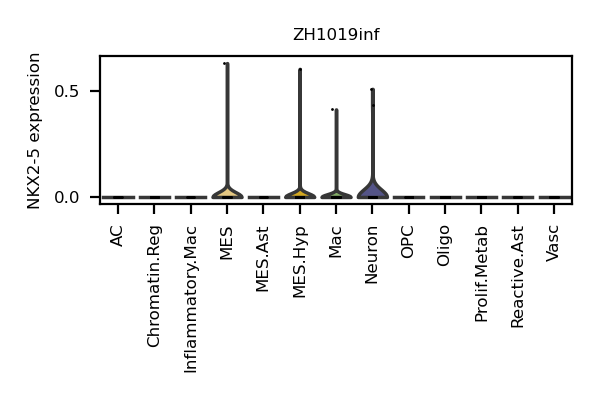 ZH1019inf
NKX2-5 expression
0.5
0.0
AC
Chromatin.Reg
Inflammatory.Mac
MES
MES.Ast
MES.Hyp
Mac
Neuron
OPC
Oligo
Prolif.Metab
Reactive.Ast
Vasc